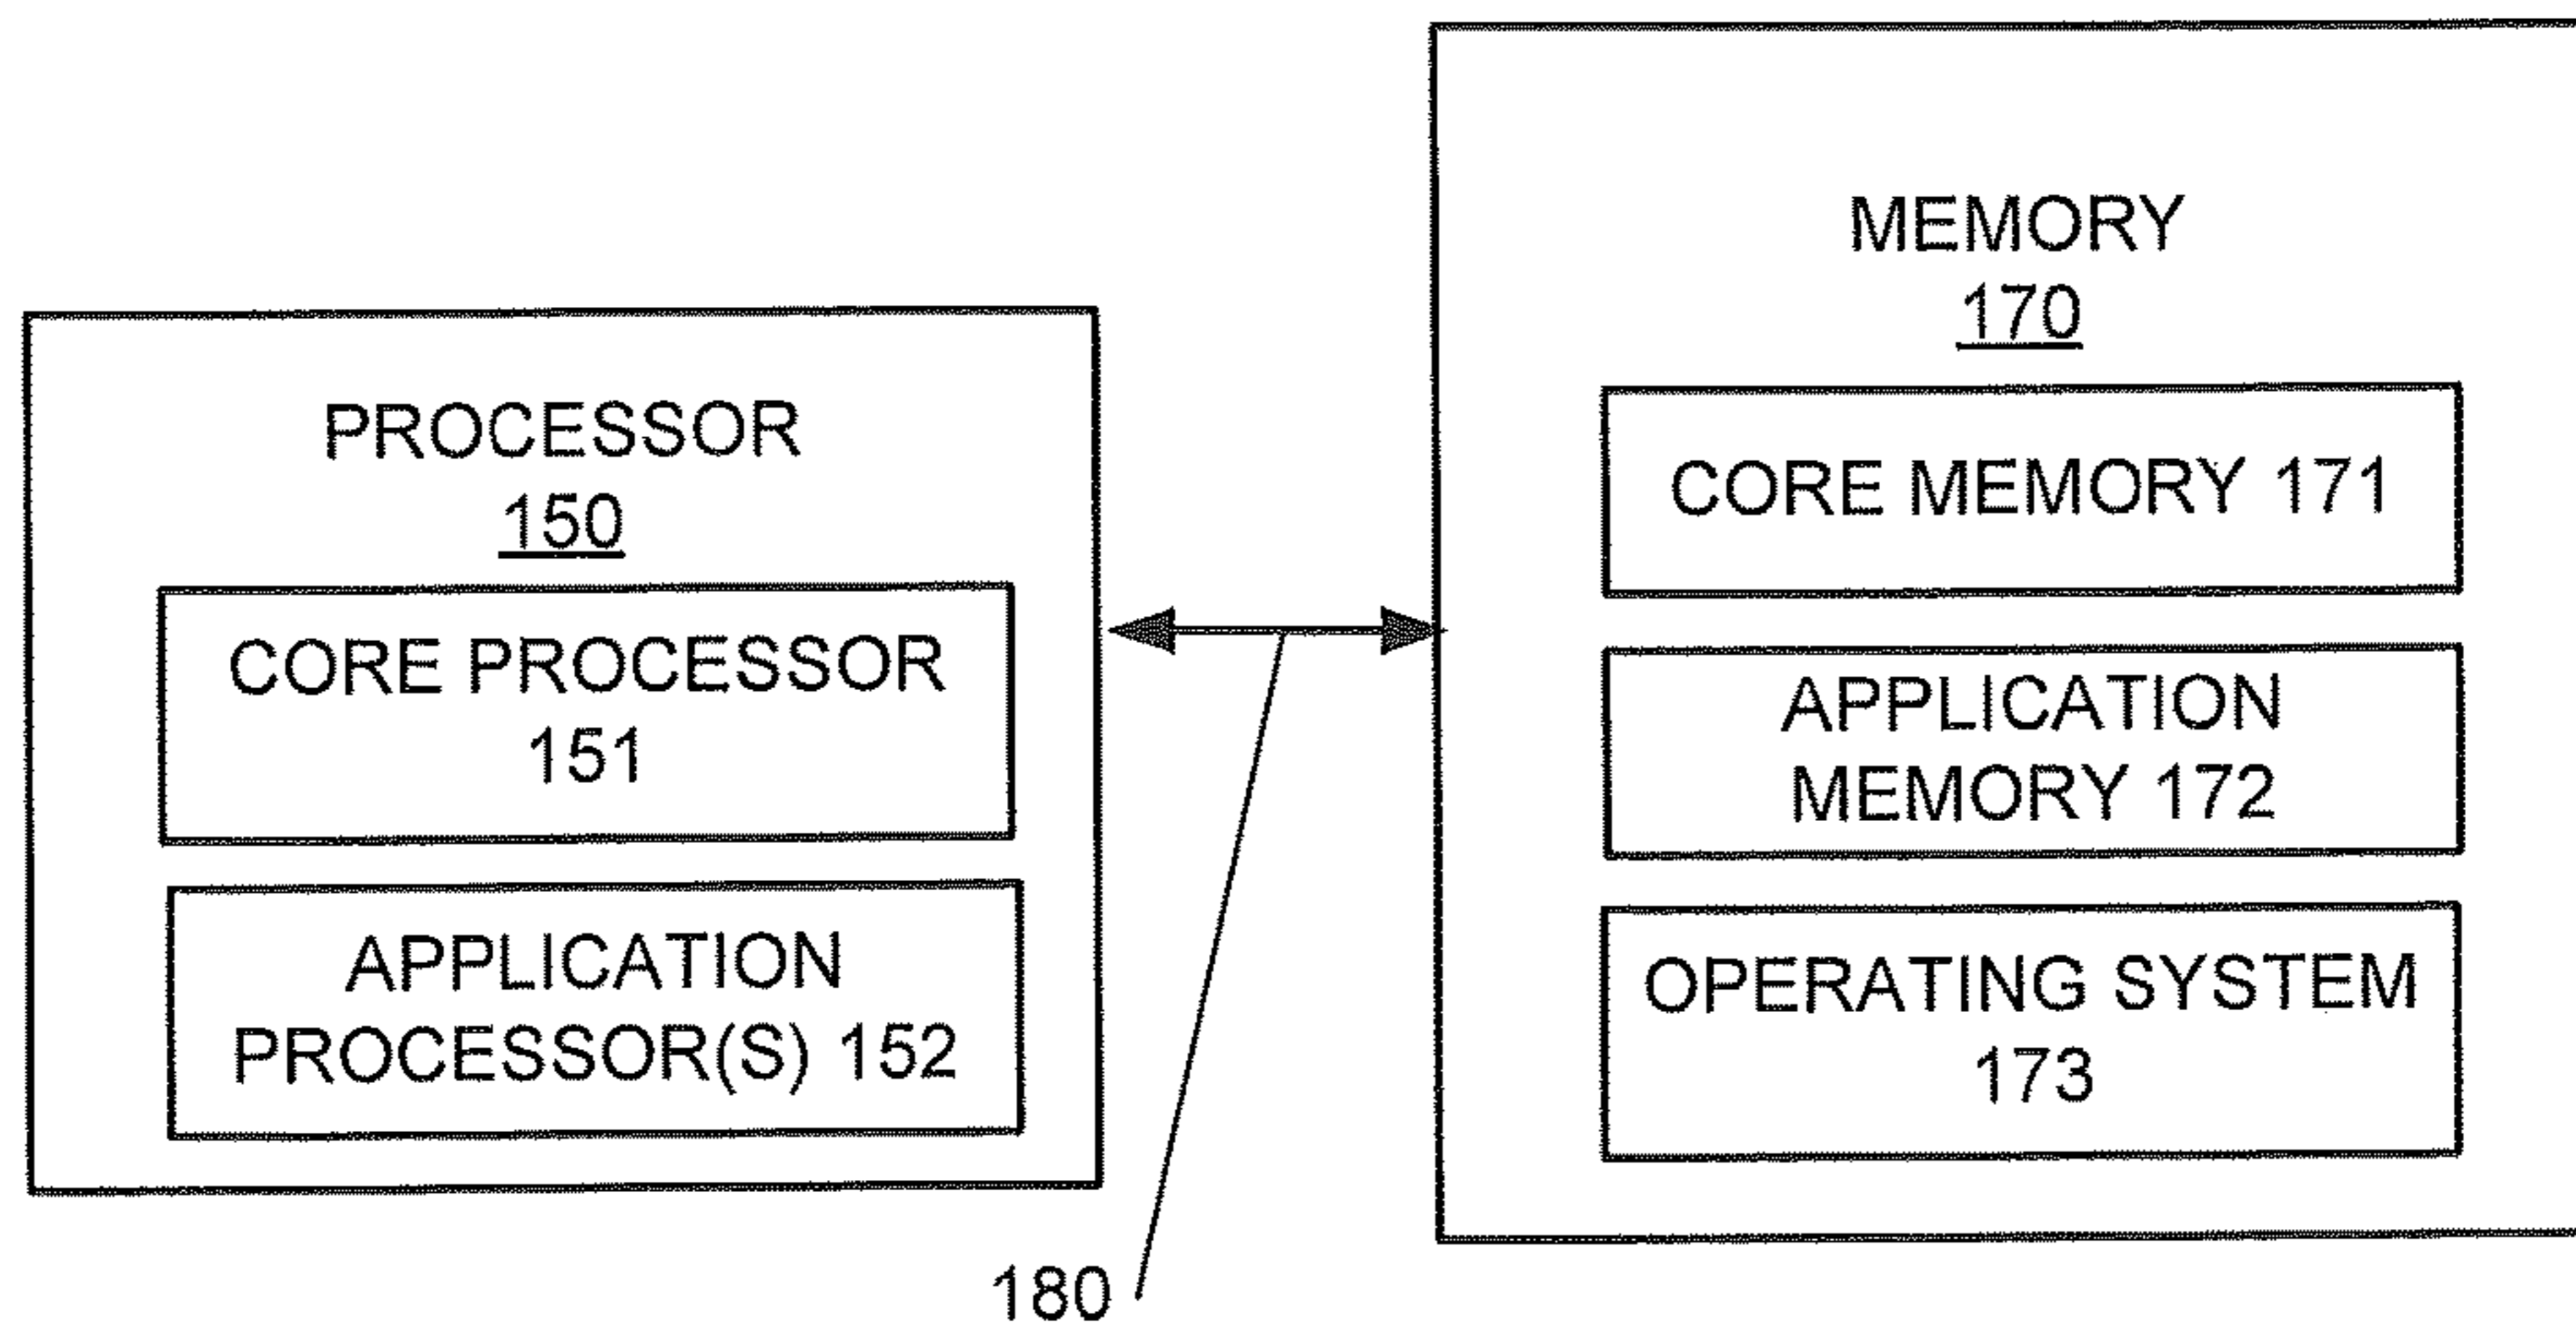 PROCESSOR
150
CORE PROCESSOR
151
APPLICATION
PROCESSOR(S) 152
180
MEMORY
170
CORE MEMORY 171
APPLICATION
MEMORY 172
OPERATING SYSTEM
173